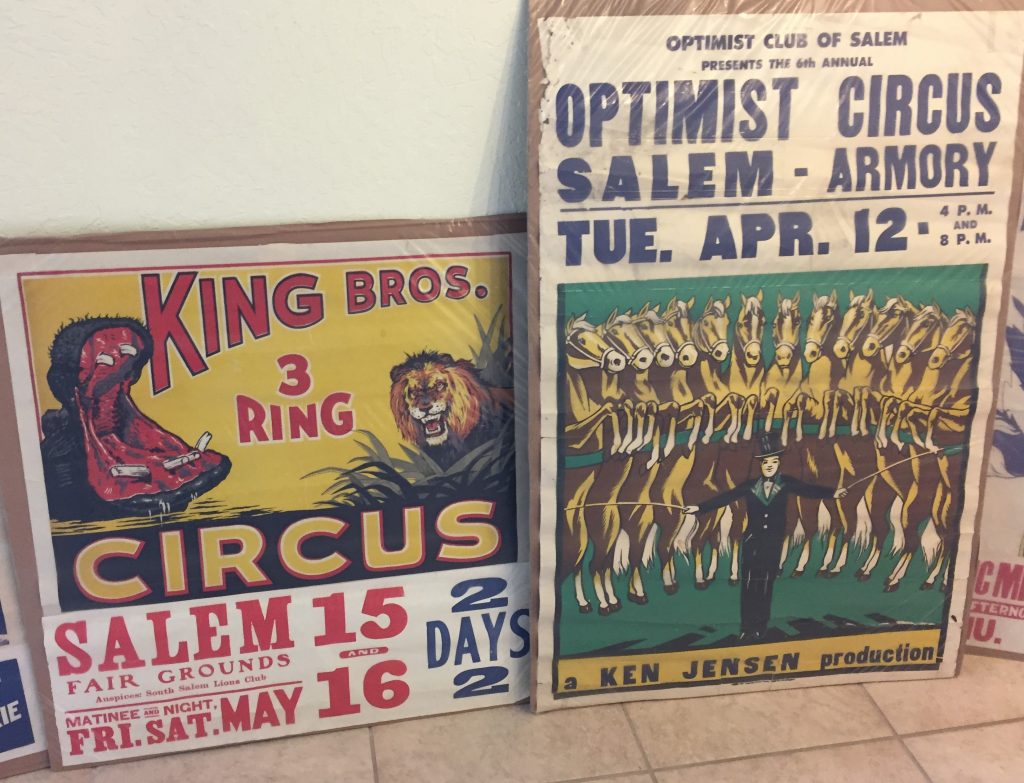 KING BROS.
3
RING
CIRCUS
SALEM
FAIR GROUNDS
Auspices: South Salem Lions Club
MATINEE AND NIGHT,
FRI. SAT. MAY
15
AND
16
2
DAYS
2
OPTIMIST CLUB OF SALEM
PRESENTS THE 6th ANNUAL
OPTIMIST CIRCUS
SALEM - ARMORY
TUE. APR. 12 -
4 P. M.
AND
8 P. M.
a KEN JENSEN production